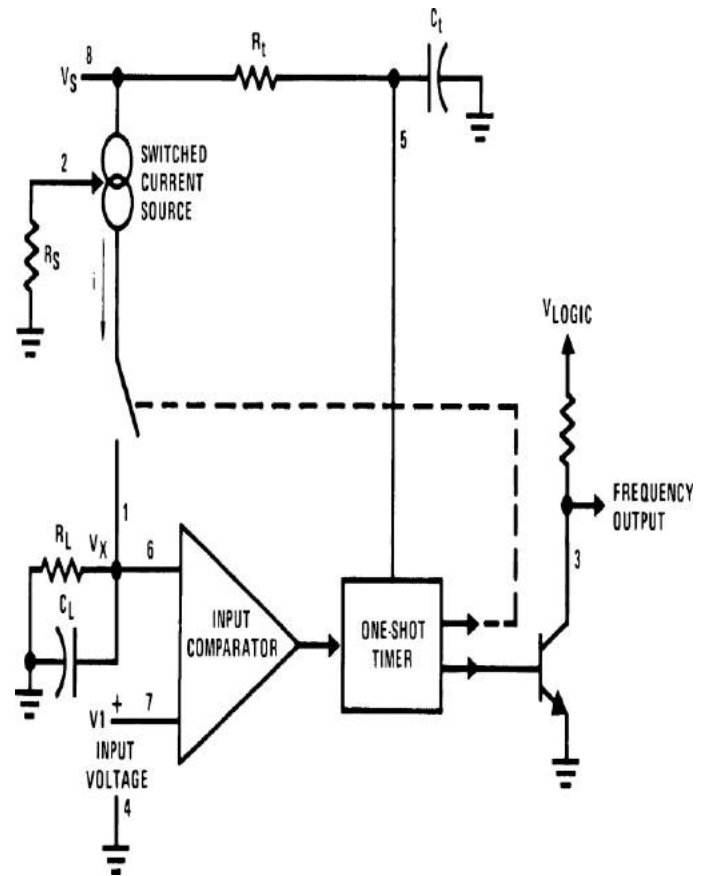 Ct
8
Rt
VS
5
2
SWITCHED
CURRENT
SOURCE
RS
i
VLOGIC
1
FREQUENCY
OUTPUT
RL
VX
6
3
CL
INPUT
COMPARATOR
ONE-SHOT
TIMER
+
V1
7
INPUT
VOLTAGE
4